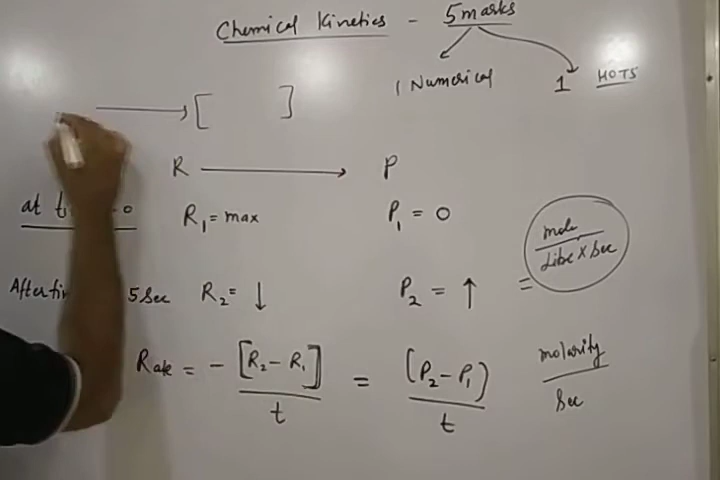 Chemical Kinetics - 5 marks
1 Numerical 1 HOTS
[ ]
R ⟶ P
at t 0 R₁ = max P₁ = 0
mole / Litre × Sec
After 5 Sec R₂ = ↓ P₂ = ↑ =
Rate = - [R₂ - R₁] / t = (P₂ - P₁) / t molarity / Sec